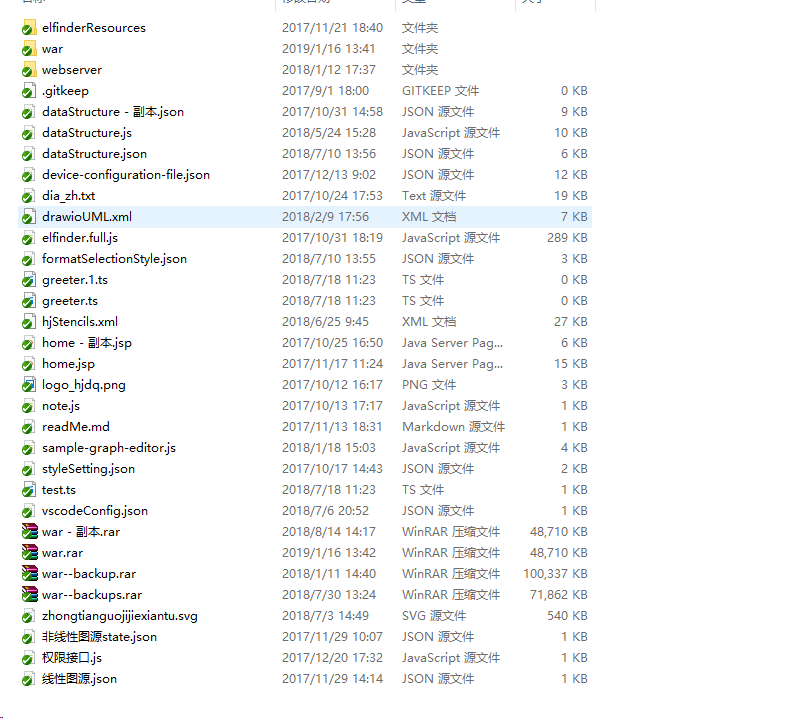 elfinderResources 2017/11/21 18:40 文件夹
war 2019/1/16 13:41 文件夹
webserver 2018/1/12 17:37 文件夹
.gitkeep 2017/9/1 18:00 GITKEEP 文件 0 KB
dataStructure - 副本.json 2017/10/31 14:58 JSON 源文件 9 KB
dataStructure.js 2018/5/24 15:28 JavaScript 源文件 10 KB
dataStructure.json 2018/7/10 13:56 JSON 源文件 6 KB
device-configuration-file.json 2017/12/13 9:02 JSON 源文件 12 KB
dia_zh.txt 2017/10/24 17:53 Text 源文件 19 KB
drawioUML.xml 2018/2/9 17:56 XML 文档 7 KB
elfinder.full.js 2017/10/31 18:19 JavaScript 源文件 289 KB
formatSelectionStyle.json 2018/7/10 13:55 JSON 源文件 3 KB
greeter.1.ts 2018/7/18 11:23 TS 文件 0 KB
greeter.ts 2018/7/18 11:23 TS 文件 0 KB
hjStencils.xml 2018/6/25 9:45 XML 文档 27 KB
home - 副本.jsp 2017/10/25 16:50 Java Server Pag... 6 KB
home.jsp 2017/11/17 11:24 Java Server Pag... 15 KB
logo_hjdq.png 2017/10/12 16:17 PNG 文件 3 KB
note.js 2017/10/13 17:17 JavaScript 源文件 1 KB
readMe.md 2017/11/13 18:31 Markdown 源文件 1 KB
sample-graph-editor.js 2018/1/18 15:03 JavaScript 源文件 4 KB
styleSetting.json 2017/10/17 14:43 JSON 源文件 2 KB
test.ts 2018/7/18 11:23 TS 文件 1 KB
vscodeConfig.json 2018/7/6 20:52 JSON 源文件 1 KB
war - 副本.rar 2018/8/14 14:17 WinRAR 压缩文件 48,710 KB
war.rar 2019/1/16 13:42 WinRAR 压缩文件 48,710 KB
war--backup.rar 2018/1/11 14:40 WinRAR 压缩文件 100,337 KB
war--backups.rar 2018/7/30 13:24 WinRAR 压缩文件 71,862 KB
zhongtianguojijiexiantu.svg 2018/7/3 14:49 SVG 源文件 540 KB
非线性图源state.json 2017/11/29 10:07 JSON 源文件 1 KB
权限接口.js 2017/12/20 17:32 JavaScript 源文件 1 KB
线性图源.json 2017/11/29 14:14 JSON 源文件 1 KB